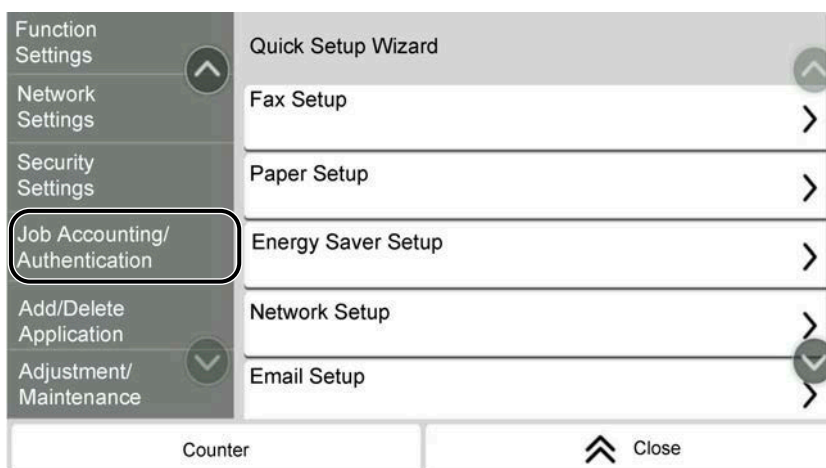 Function
Settings
Network
Settings
Security
Settings
Job Accounting/
Authentication
Add/Delete
Application
Adjustment/
Maintenance
Quick Setup Wizard
Fax Setup
Paper Setup
Energy Saver Setup
Network Setup
Email Setup
Counter
Close